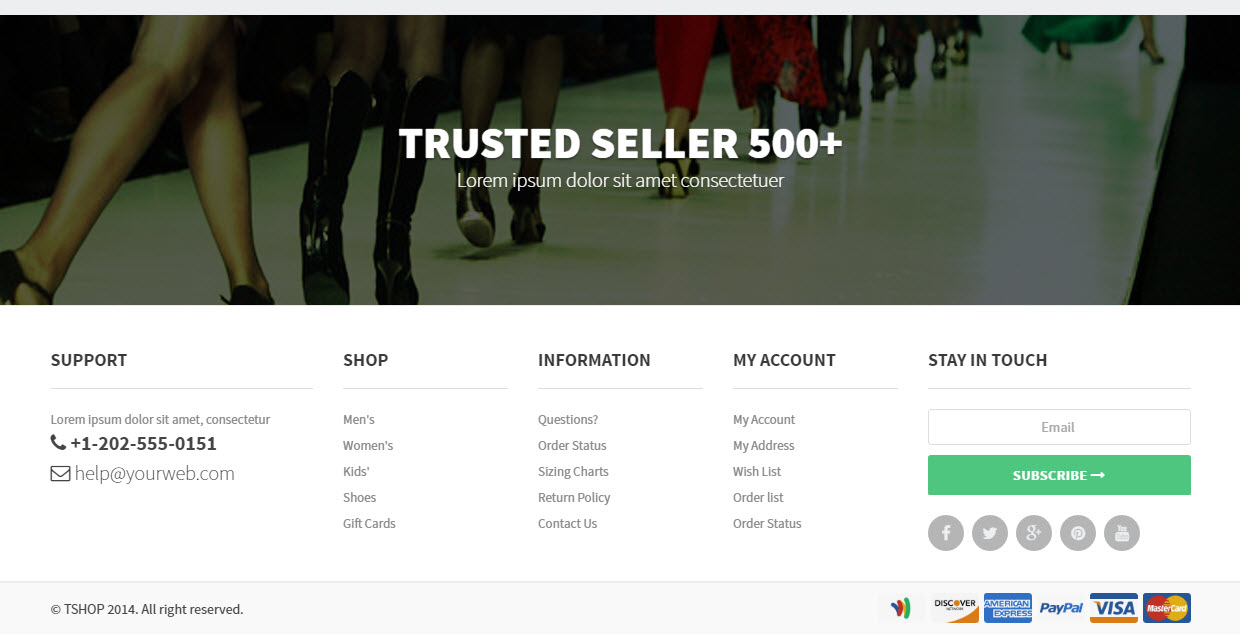 TRUSTED SELLER 500+
Lorem ipsum dolor sit amet consectetuer
SUPPORT
Lorem ipsum dolor sit amet, consectetur
+1-202-555-0151
help@yourweb.com
SHOP
Men's
Women's
Kids'
Shoes
Gift Cards
INFORMATION
Questions?
Order Status
Sizing Charts
Return Policy
Contact Us
MY ACCOUNT
My Account
My Address
Wish List
Order list
Order Status
STAY IN TOUCH
Email
SUBSCRIBE
f
g+
You
© TSHOP 2014. All right reserved.
DISCOVER
NETWORK
AMERICAN
EXPRESS
PayPal
VISA
MasterCard